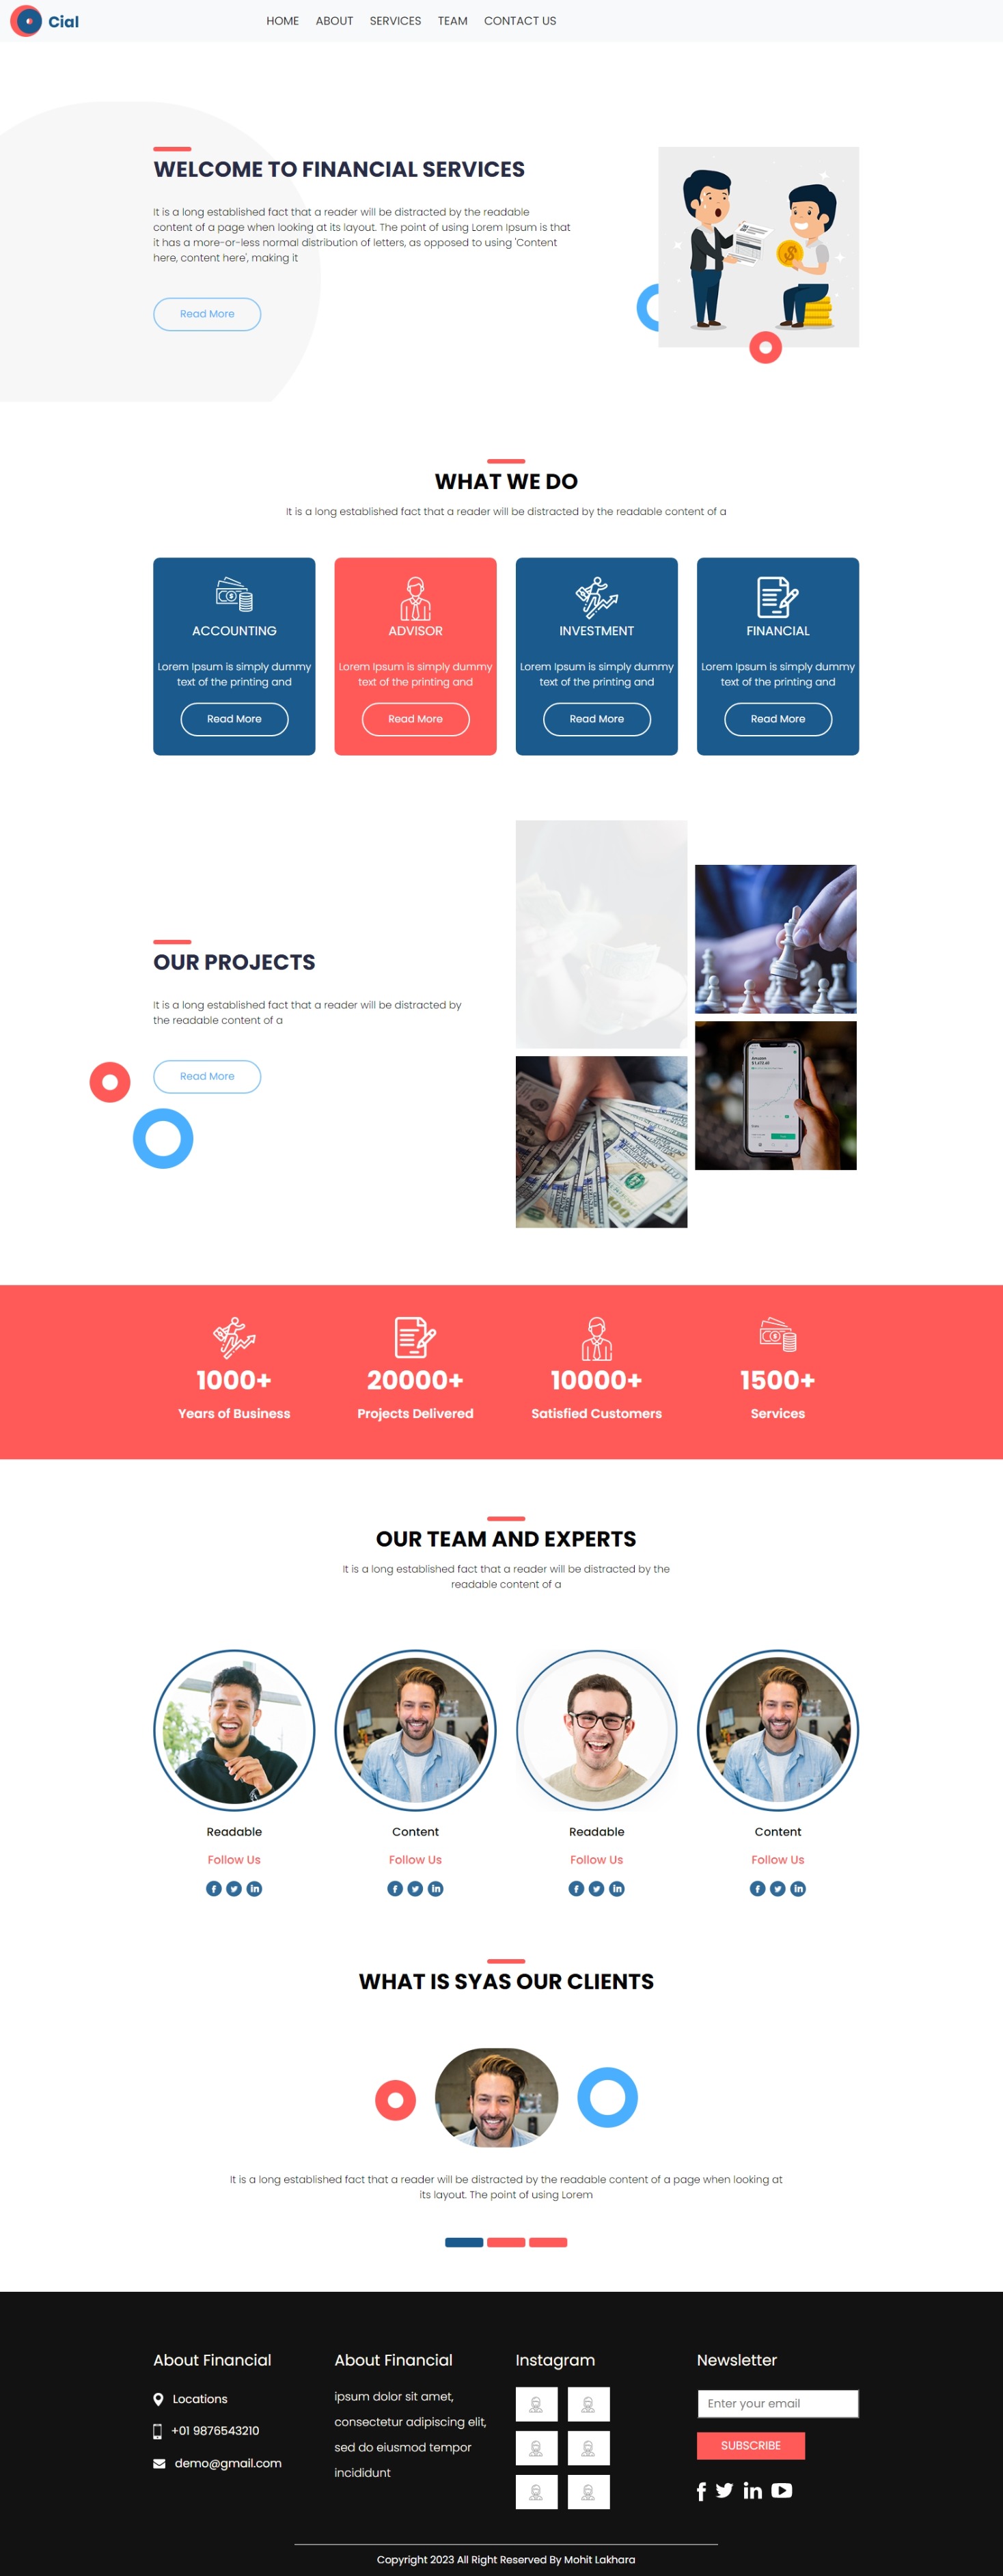 Cial
HOME ABOUT SERVICES TEAM CONTACT US
WELCOME TO FINANCIAL SERVICES
It is a long established fact that a reader will be distracted by the readable
content of a page when looking at its layout. The point of using Lorem Ipsum is that
it has a more-or-less normal distribution of letters, as opposed to using 'Content
here, content here', making it
Read More
WHAT WE DO
It is a long established fact that a reader will be distracted by the readable content of a
ACCOUNTING
Lorem Ipsum is simply dummy
text of the printing and
Read More
ADVISOR
Lorem Ipsum is simply dummy
text of the printing and
Read More
INVESTMENT
Lorem Ipsum is simply dummy
text of the printing and
Read More
FINANCIAL
Lorem Ipsum is simply dummy
text of the printing and
Read More
OUR PROJECTS
It is a long established fact that a reader will be distracted by
the readable content of a
Read More
1000+
Years of Business
20000+
Projects Delivered
10000+
Satisfied Customers
1500+
Services
OUR TEAM AND EXPERTS
It is a long established fact that a reader will be distracted by the
readable content of a
Readable
Follow Us
Content
Follow Us
Readable
Follow Us
Content
Follow Us
WHAT IS SYAS OUR CLIENTS
It is a long established fact that a reader will be distracted by the readable content of a page when looking at
its layout. The point of using Lorem
About Financial
Locations
+01 9876543210
demo@gmail.com
About Financial
ipsum dolor sit amet,
consectetur adipiscing elit,
sed do eiusmod tempor
incididunt
Instagram
Newsletter
Enter your email
SUBSCRIBE
Copyright 2023 All Right Reserved By Mohit Lakhara